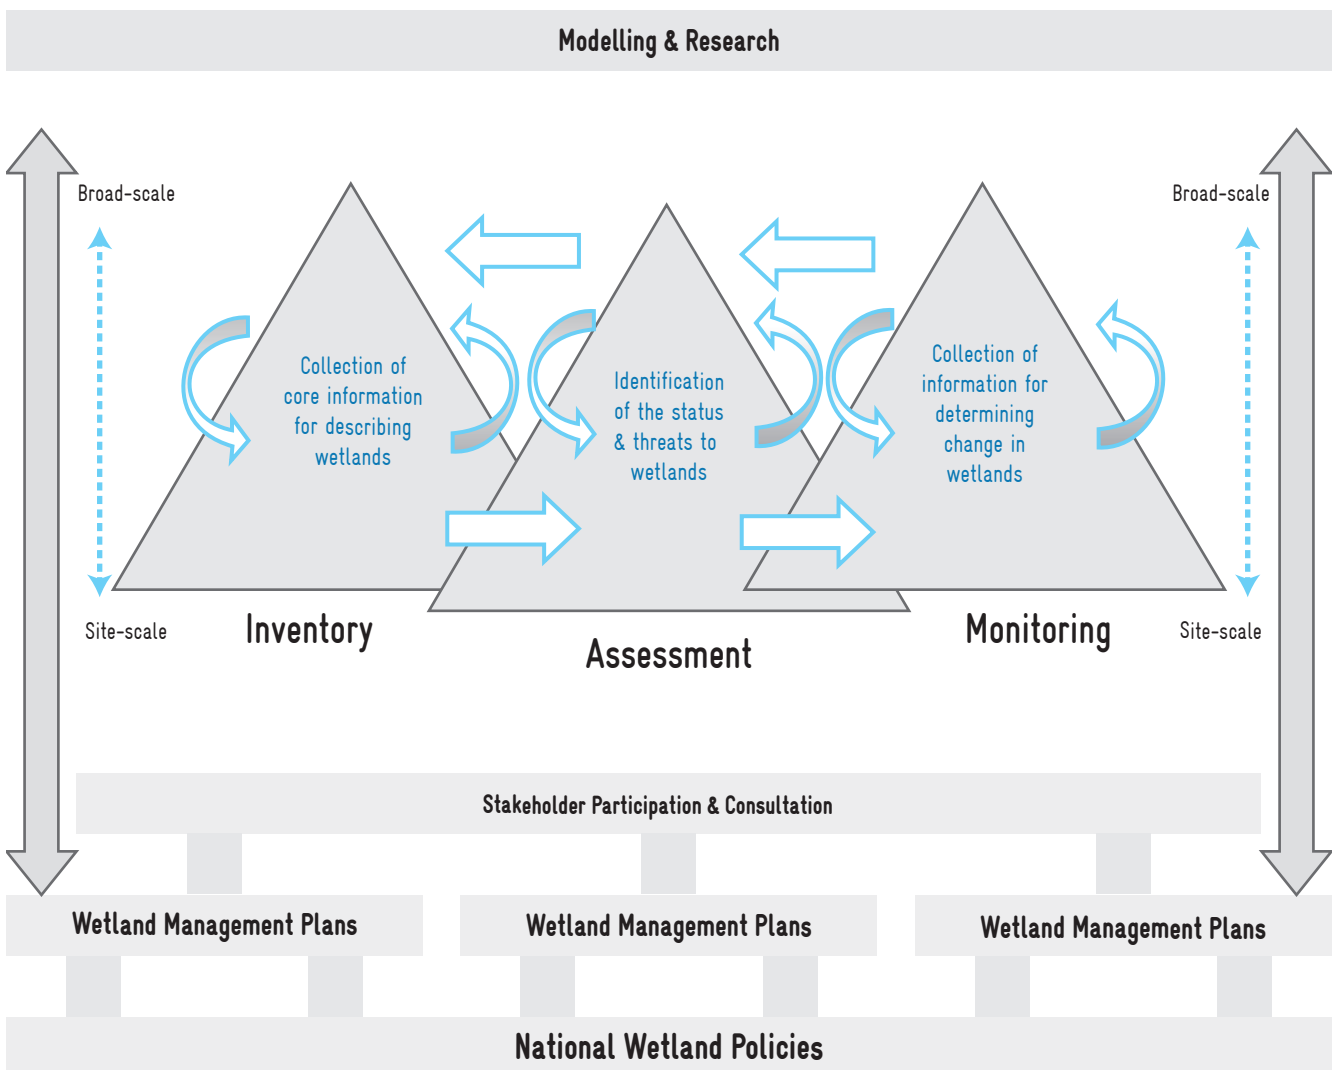 Modelling & Research
Broad-scale
Broad-scale
Collection of
core information
for describing
wetlands
Identification
of the status
& threats to
wetlands
Collection of
information for
determining
change in
wetlands
Site-scale
Inventory
Assessment
Monitoring
Site-scale
Stakeholder Participation & Consultation
Wetland Management Plans
Wetland Management Plans
Wetland Management Plans
National Wetland Policies